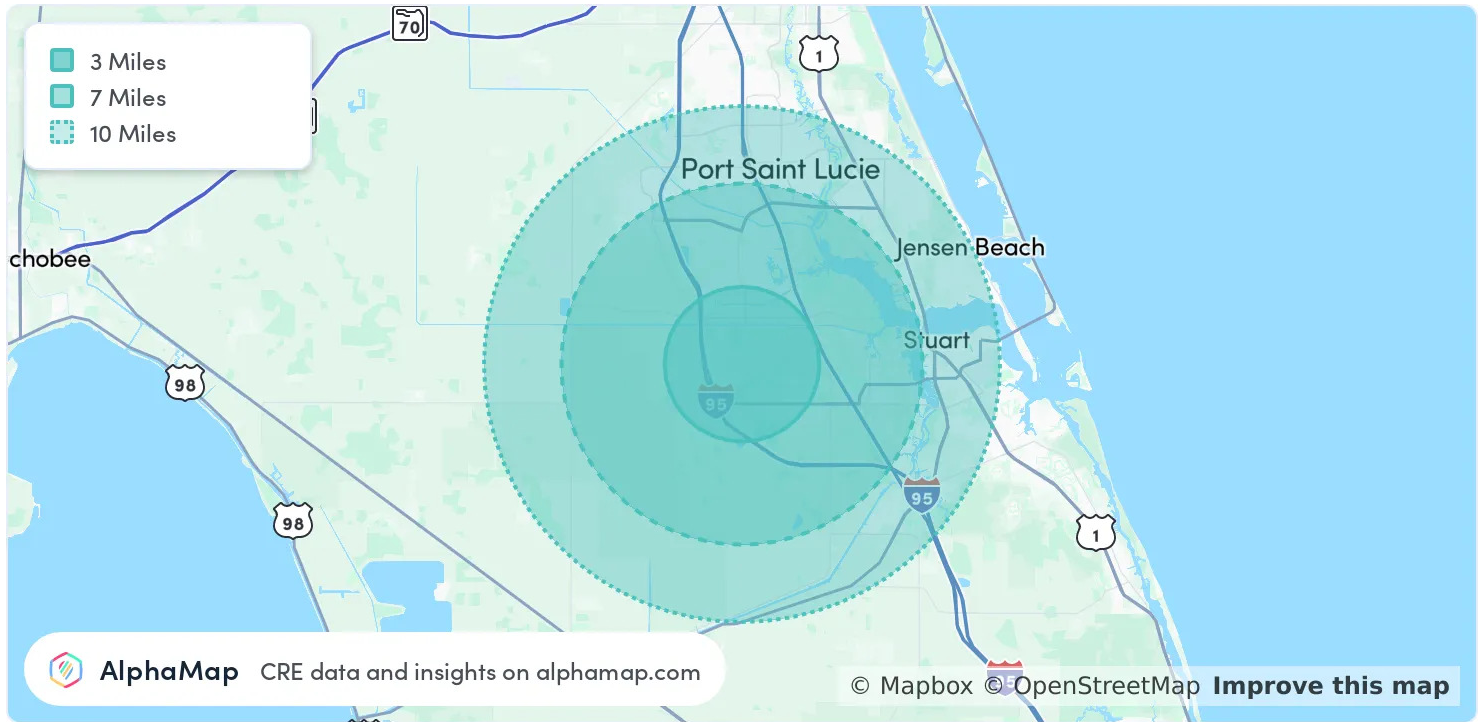 70
1
3 Miles
7 Miles
10 Miles
Port Saint Lucie
Jensen Beach
chobee
Stuart
98
95
95
98
1
AlphaMap CRE data and insights on alphamap.com
95
© Mapbox © OpenStreetMap Improve this map